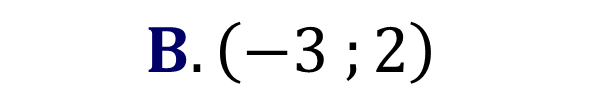 B. (−3 ; 2)